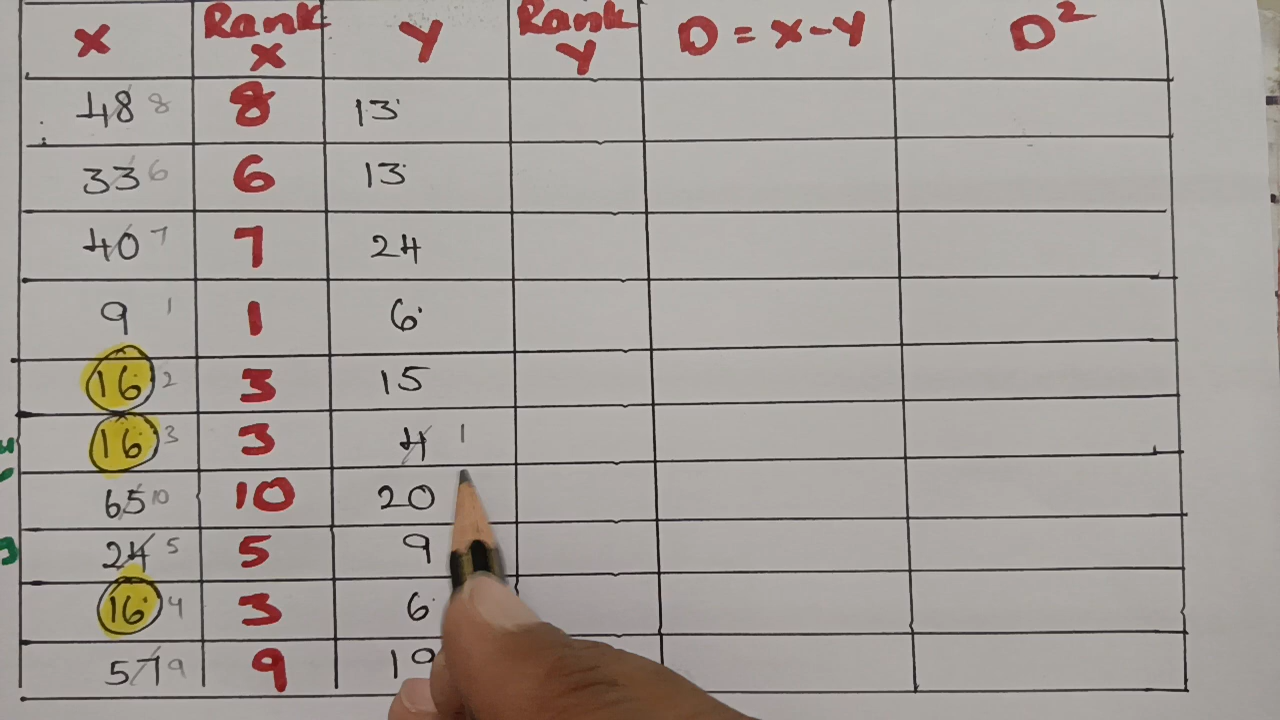 X Rank X Y Rank Y D = X - Y D²
48 8 8 13
33 6 6 13
40 7 7 24
9 1 1 6
16 2 3 15
16 3 3 4 1
65 10 10 20
24 5 5 9
16 4 3 6
57 9 9 19